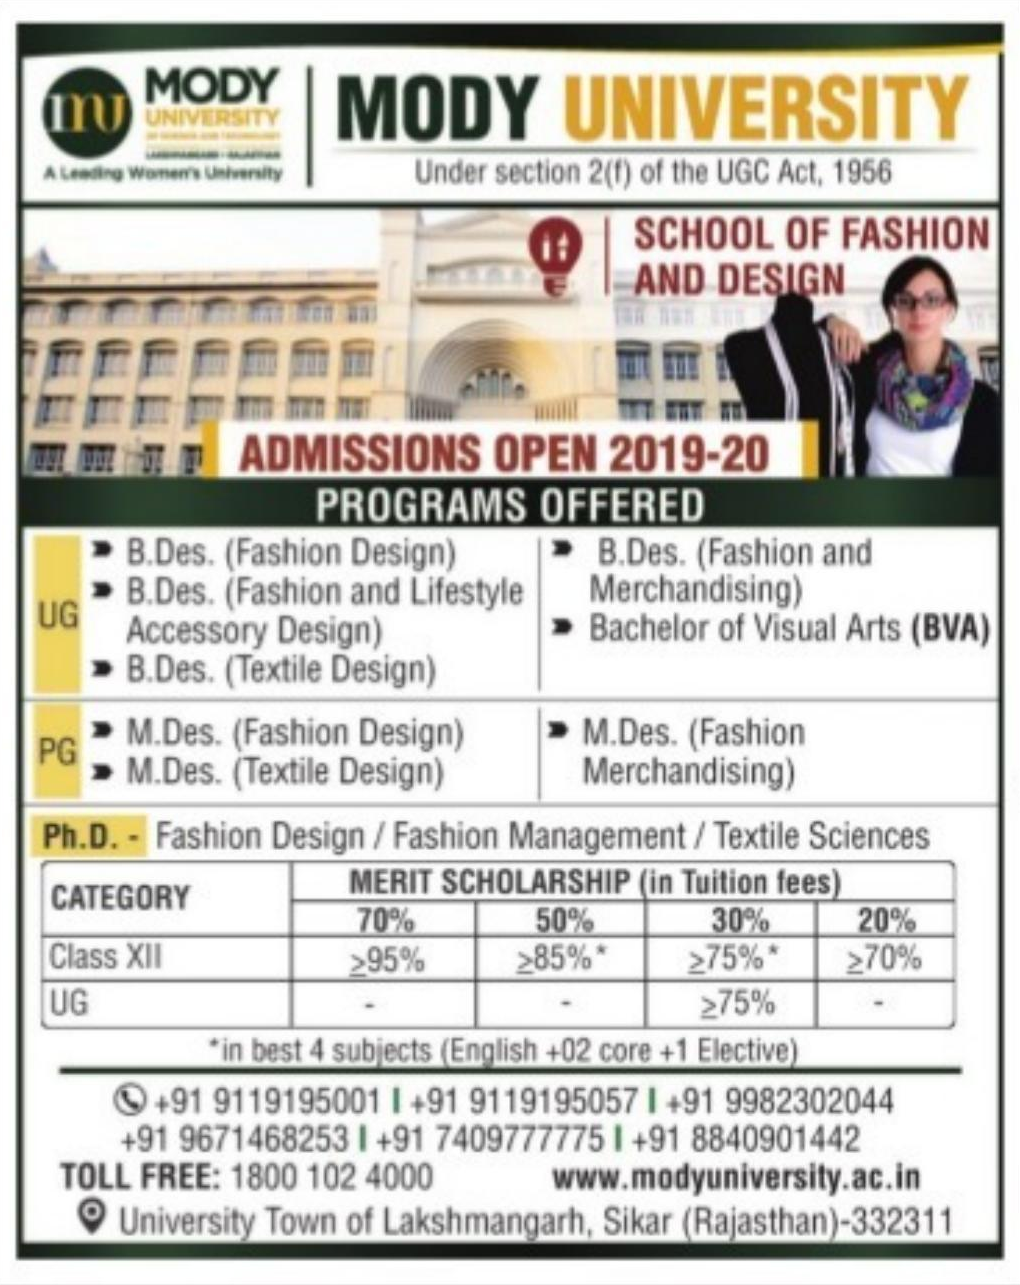 MODY
UNIVERSITY
OF SCIENCE AND TECHNOLOGY
LAKSHMANGARH - RAJASTHAN
A Leading Women's University
MODY UNIVERSITY
Under section 2(f) of the UGC Act, 1956
SCHOOL OF FASHION
AND DESIGN
ADMISSIONS OPEN 2019-20
PROGRAMS OFFERED
UG
B.Des. (Fashion Design)
B.Des. (Fashion and Lifestyle
Accessory Design)
B.Des. (Textile Design)
B.Des. (Fashion and
Merchandising)
Bachelor of Visual Arts (BVA)
PG
M.Des. (Fashion Design)
M.Des. (Textile Design)
M.Des. (Fashion
Merchandising)
Ph.D. - Fashion Design / Fashion Management / Textile Sciences
CATEGORY MERIT SCHOLARSHIP (in Tuition fees)
70% 50% 30% 20%
Class XII ≥95% ≥85%* ≥75%* ≥70%
UG - - ≥75% -
*in best 4 subjects (English +02 core +1 Elective)
+91 9119195001 I +91 9119195057 I +91 9982302044
+91 9671468253 I +91 7409777775 I +91 8840901442
TOLL FREE: 1800 102 4000 www.modyuniversity.ac.in
University Town of Lakshmangarh, Sikar (Rajasthan)-332311